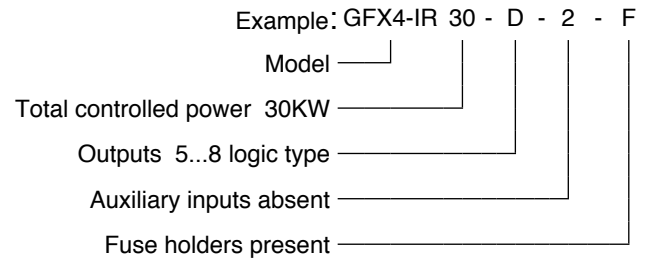 Example: GFX4-IR 30 - D - 2 - F
Model
Total controlled power 30KW
Outputs 5...8 logic type
Auxiliary inputs absent
Fuse holders present